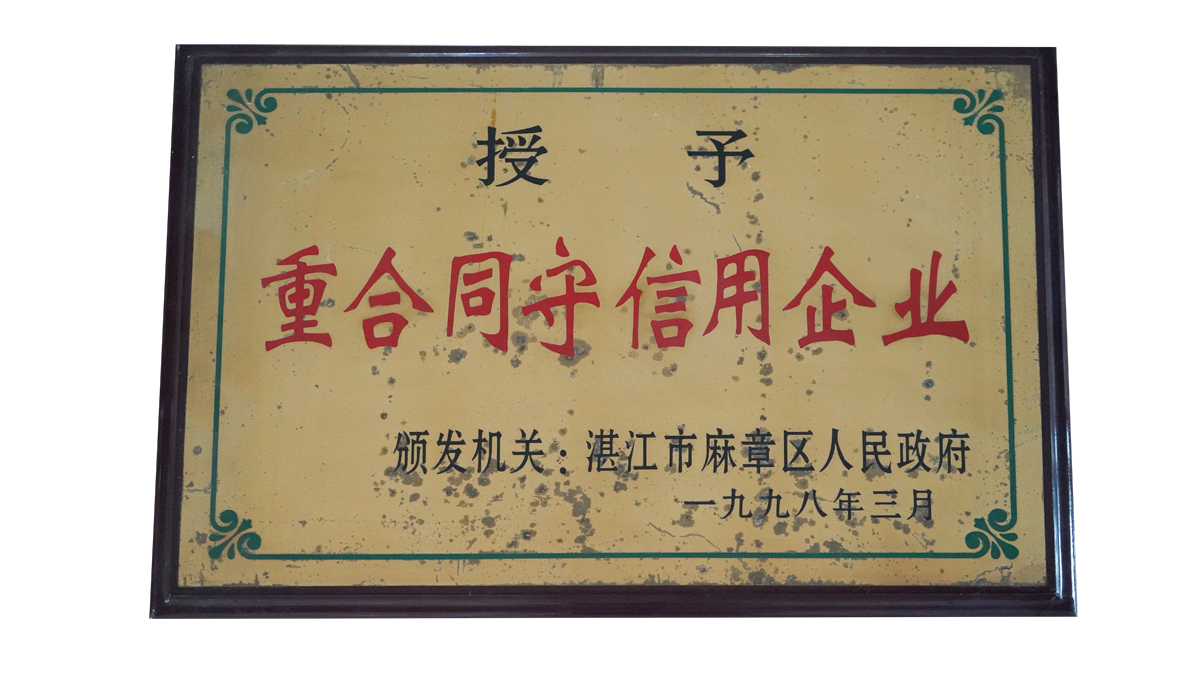 授予
重合同守信用企业
颁发机关：湛江市麻章区人民政府
一九九八年三月